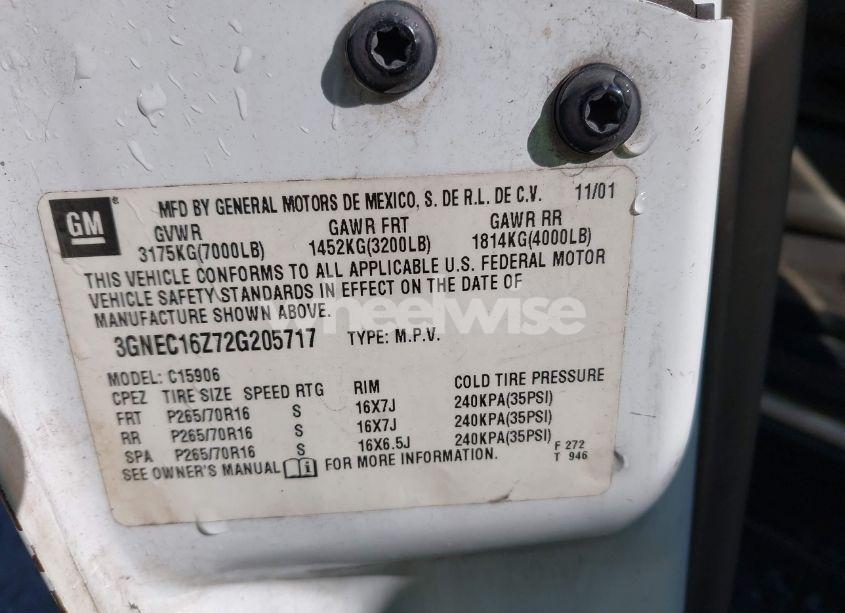 GM ® MFD BY GENERAL MOTORS DE MEXICO, S. DE R.L. DE C.V. 11/01
GVWR GAWR FRT GAWR RR
3175KG(7000LB) 1452KG(3200LB) 1814KG(4000LB)
THIS VEHICLE CONFORMS TO ALL APPLICABLE U.S. FEDERAL MOTOR
VEHICLE SAFETY STANDARDS IN EFFECT ON THE DATE OF
MANUFACTURE SHOWN ABOVE.
wheelwise
3GNEC16Z72G205717 TYPE: M.P.V.
MODEL: C15906
CPEZ TIRE SIZE SPEED RTG RIM COLD TIRE PRESSURE
FRT P265/70R16 S 16X7J 240KPA(35PSI)
RR P265/70R16 S 16X7J 240KPA(35PSI)
SPA P265/70R16 S 16X6.5J 240KPA(35PSI)
SEE OWNER'S MANUAL FOR MORE INFORMATION.
F 272
T 946